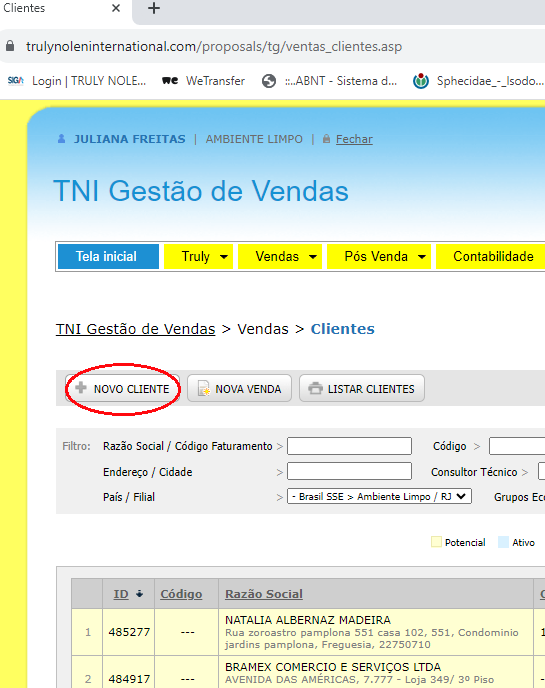 Clientes
trulynoleninternational.com/proposals/tg/ventas_clientes.asp
SIGA Login | TRULY NOLE... we WeTransfer ::..ABNT - Sistema d... Sphecidae_-_Isodo...
JULIANA FREITAS | AMBIENTE LIMPO | Fechar
TNI Gestão de Vendas
Tela inicial Truly Vendas Pós Venda Contabilidade
TNI Gestão de Vendas > Vendas > Clientes
NOVO CLIENTE NOVA VENDA LISTAR CLIENTES
Filtro: Razão Social / Código Faturamento > Código >
Endereço / Cidade > Consultor Técnico >
País / Filial > - Brasil SSE > Ambiente Limpo / RJ Grupos Eco
Potencial Ativo
ID Código Razão Social
1 485277 --- NATALIA ALBERNAZ MADEIRA
Rua zoroastro pamplona 551 casa 102, 551, Condominio
jardins pamplona, Freguesia, 22750710
2 484917 --- BRAMEX COMERCIO E SERVIÇOS LTDA
AVENIDA DAS AMÉRICAS, 7.777 - Loja 349/ 3º Piso